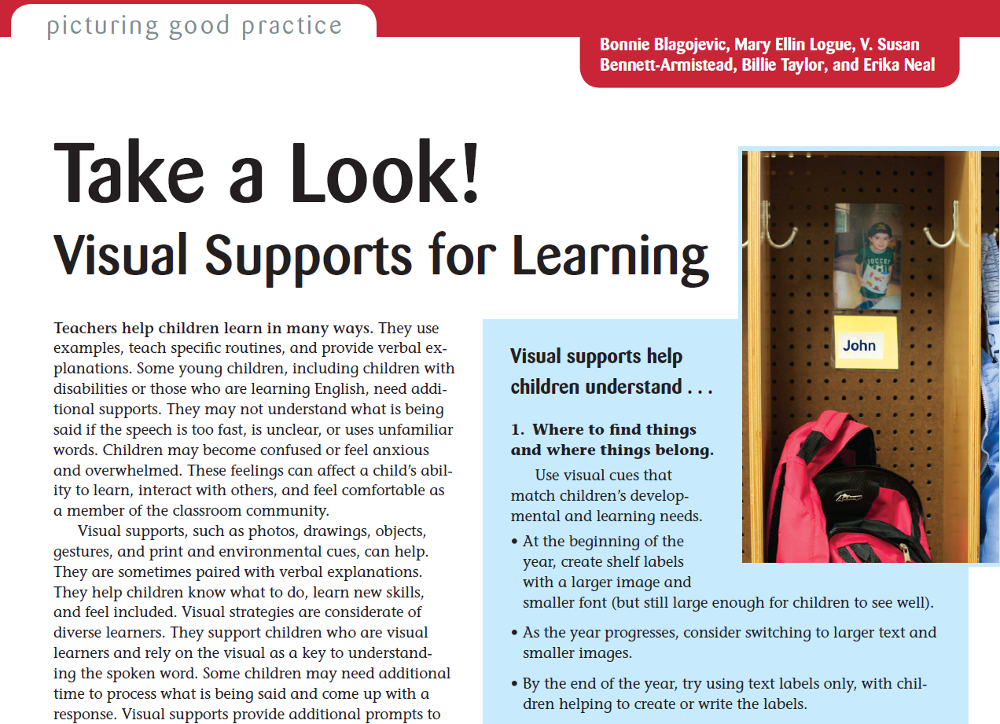 picturing good practice
Bonnie Blagojevic, Mary Ellin Logue, V. Susan
Bennett-Armistead, Billie Taylor, and Erika Neal
Take a Look!
Visual Supports for Learning
Teachers help children learn in many ways. They use
examples, teach specific routines, and provide verbal ex-
planations. Some young children, including children with
disabilities or those who are learning English, need addi-
tional supports. They may not understand what is being
said if the speech is too fast, is unclear, or uses unfamiliar
words. Children may become confused or feel anxious
and overwhelmed. These feelings can affect a child's abil-
ity to learn, interact with others, and feel comfortable as
a member of the classroom community.
Visual supports, such as photos, drawings, objects,
gestures, and print and environmental cues, can help.
They are sometimes paired with verbal explanations.
They help children know what to do, learn new skills,
and feel included. Visual strategies are considerate of
diverse learners. They support children who are visual
learners and rely on the visual as a key to understand-
ing the spoken word. Some children may need additional
time to process what is being said and come up with a
response. Visual supports provide additional prompts to
Visual supports help
children understand . . .
1. Where to find things
and where things belong.
Use visual cues that
match children's develop-
mental and learning needs.
• At the beginning of the
year, create shelf labels
with a larger image and
smaller font (but still large enough for children to see well).
• As the year progresses, consider switching to larger text and
smaller images.
• By the end of the year, try using text labels only, with chil-
dren helping to create or write the labels.
SOCCER
John